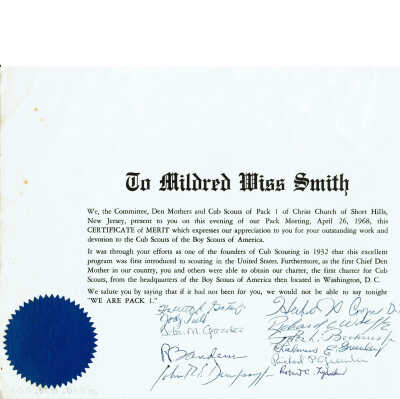 To Mildred Wiss Smith
We, the Committee, Den Mothers and Cub Scouts of Pack 1 of Christ Church of Short Hills,
New Jersey, present to you on this evening of our Pack Meeting, April 26, 1968, this
CERTIFICATE of MERIT which expresses our appreciation to you for your outstanding work and
devotion to the Cub Scouts of the Boy Scouts of America.
It was through your efforts as one of the founders of Cub Scouting in 1932 that this excellent
program was first introduced to scouting in the United States. Furthermore, as the first Chief Den
Mother in our country, you and others were able to obtain our charter, the first charter for Cub
Scouts, from the headquarters of the Boy Scouts of America then located in Washington, D. C.
We salute you by saying that if it had not been for you, we would not be able to say tonight
"WE ARE PACK 1."